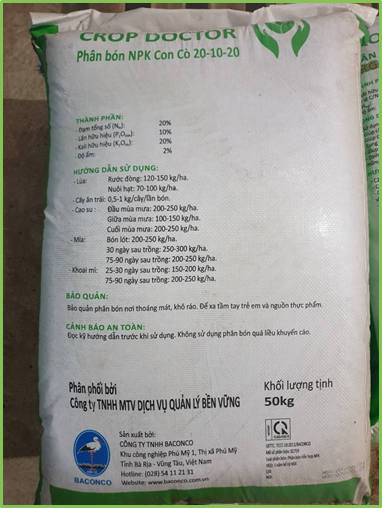 CROP DOCTOR
Phân bón NPK Con Cò 20-10-20
THÀNH PHẦN:
- Đạm tổng số (Nts): 20%
- Lân hữu hiệu (P2O5hh): 10%
- Kali hữu hiệu (K2Ohh): 20%
- Độ ẩm: 2%
HƯỚNG DẪN SỬ DỤNG:
- Lúa: Rước đòng: 120-150 kg/ha.
Nuôi hạt: 70-100 kg/ha.
- Cây ăn trái: 0,5-1 kg/cây/lần bón.
- Cao su: Đầu mùa mưa: 200-250 kg/ha.
Giữa mùa mưa: 100-150 kg/ha.
Cuối mùa mưa: 200-250 kg/ha.
- Mía: Bón lót: 200-250 kg/ha.
30 ngày sau trồng: 250-300 kg/ha.
75-90 ngày sau trồng: 200-250 kg/ha.
- Khoai mì: 25-30 ngày sau trồng: 150-200 kg/ha.
75-90 ngày sau trồng: 200-250 kg/ha.
BẢO QUẢN:
Bảo quản phân bón nơi thoáng mát, khô ráo. Để xa tầm tay trẻ em và nguồn thực phẩm.
CẢNH BÁO AN TOÀN:
Đọc kỹ hướng dẫn trước khi sử dụng. Không sử dụng phân bón quá liều khuyến cáo.
Phân phối bởi
Công ty TNHH MTV DỊCH VỤ QUẢN LÝ BỀN VỮNG
Khối lượng tịnh
50kg
Sản xuất bởi:
CÔNG TY TNHH BACONCO
Khu công nghiệp Phú Mỹ 1, Thị xã Phú Mỹ
Tỉnh Bà Rịa - Vũng Tàu, Việt Nam
Hotline: (028) 54 11 21 31
Website: www.baconco.com.vn
BACONCO